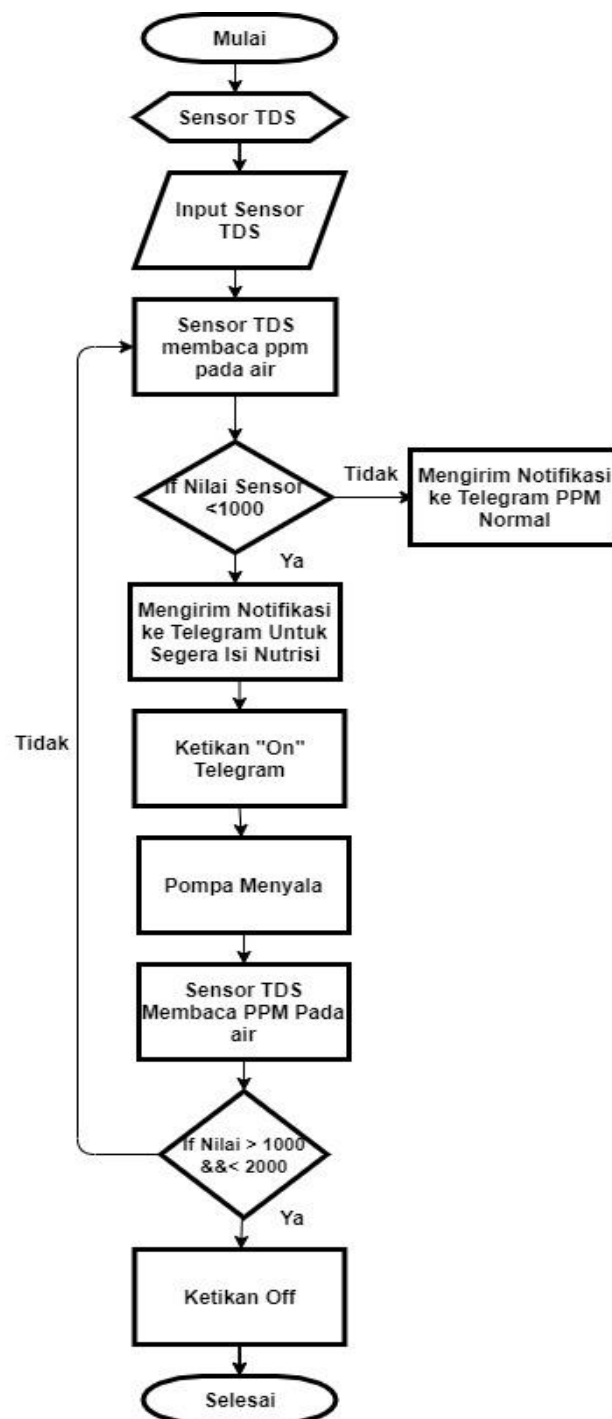 Mulai
Sensor TDS
Input Sensor
TDS
Sensor TDS
membaca ppm
pada air
If Nilai Sensor
<1000
Tidak
Mengirim Notifikasi
ke Telegram PPM
Normal
Ya
Mengirim Notifikasi
ke Telegram Untuk
Segera Isi Nutrisi
Ketikan "On"
Telegram
Tidak
Pompa Menyala
Sensor TDS
Membaca PPM Pada
air
If Nilai > 1000
&&< 2000
Ya
Ketikan Off
Selesai